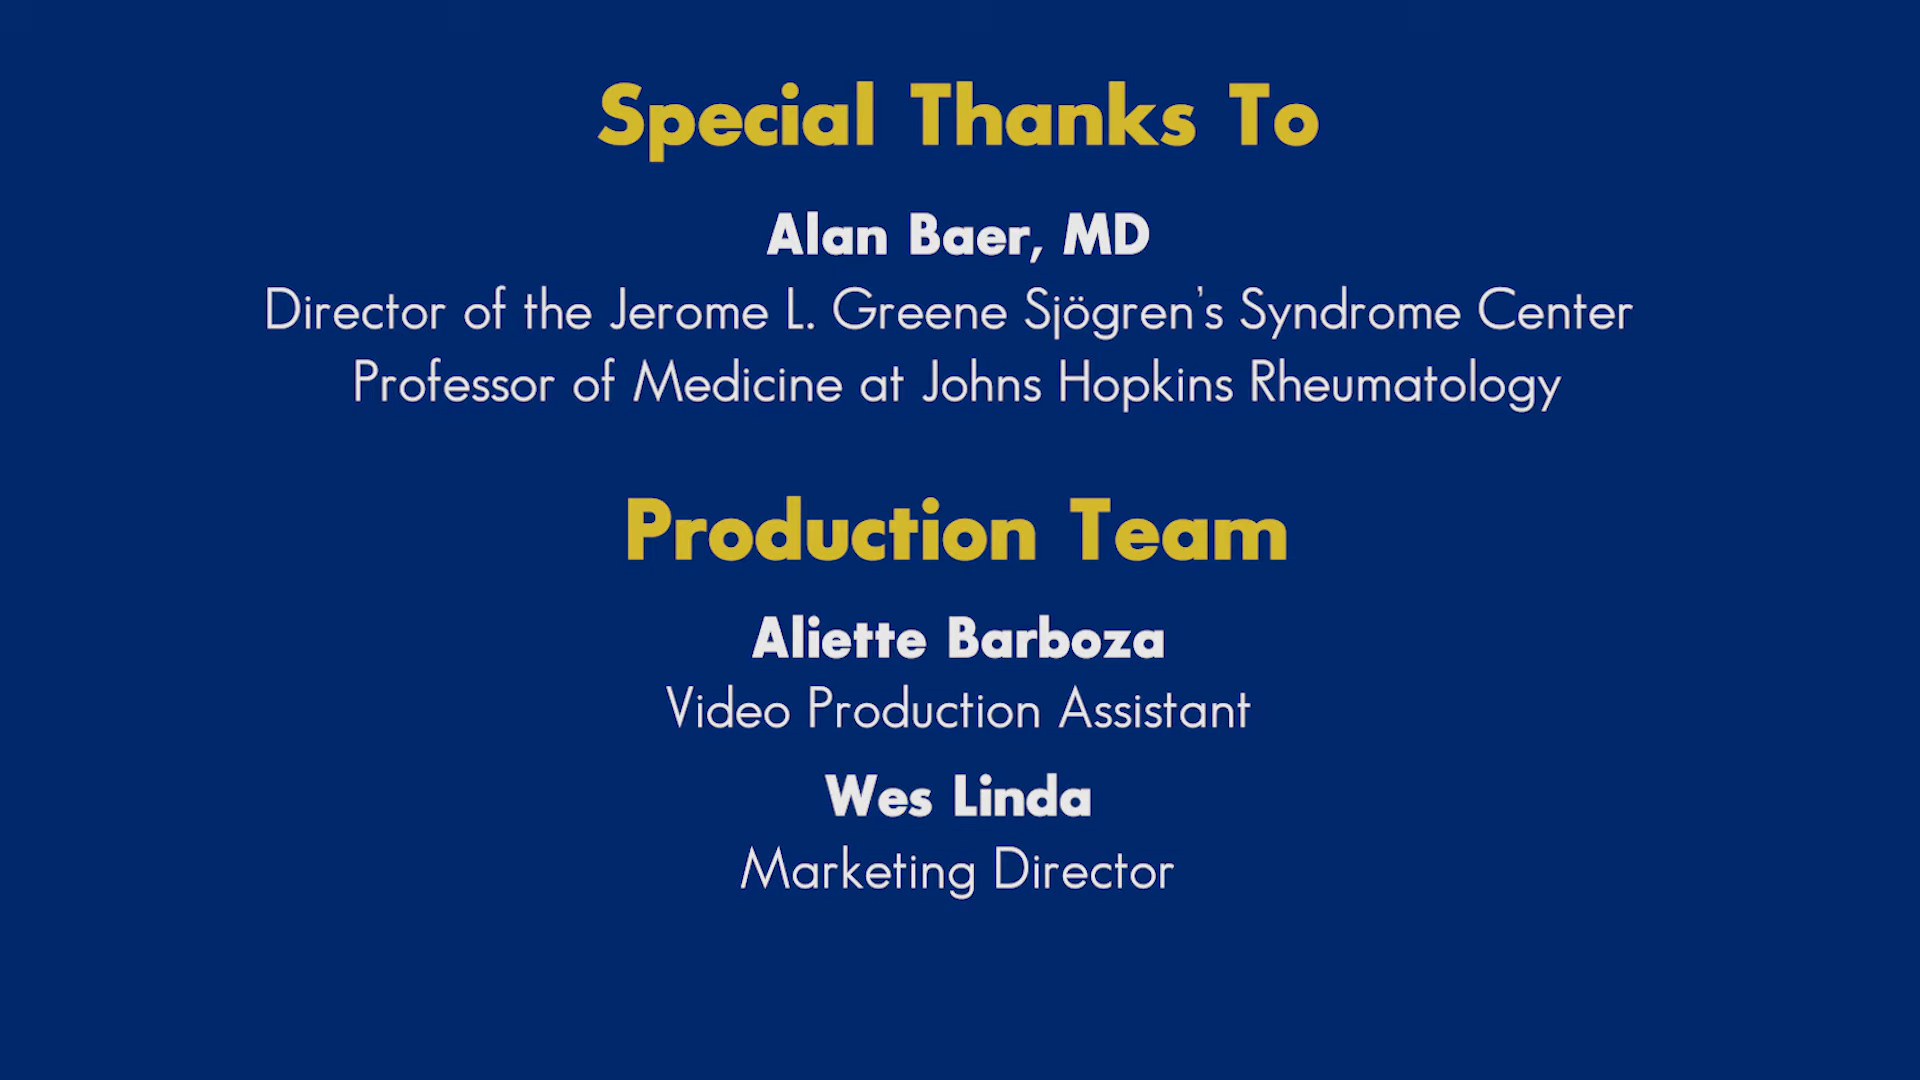 Special Thanks To
Alan Baer, MD
Director of the Jerome L. Greene Sjögren's Syndrome Center
Professor of Medicine at Johns Hopkins Rheumatology
Production Team
Aliette Barboza
Video Production Assistant
Wes Linda
Marketing Director